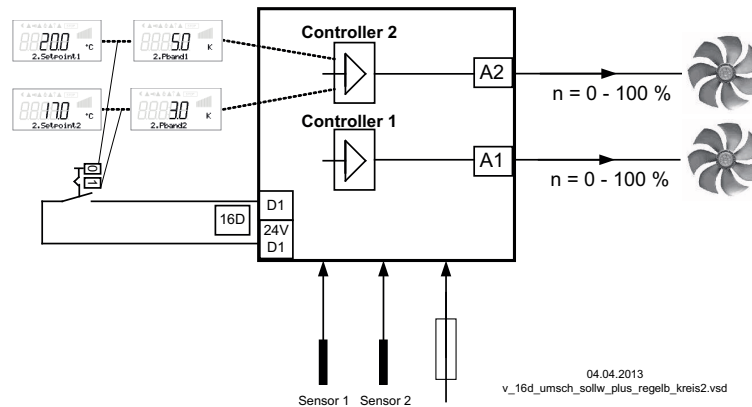 Controller 2
20.0 °C
2.Setpoint1
5.0 K
2.Pband1
A2
n = 0 - 100 %
17.0 °C
2.Setpoint2
3.0 K
2.Pband2
Controller 1
A1
n = 0 - 100 %
0
1
16D
D1
24V
D1
Sensor 1
Sensor 2
04.04.2013
v_16d_umsch_sollw_plus_regelb_kreis2.vsd